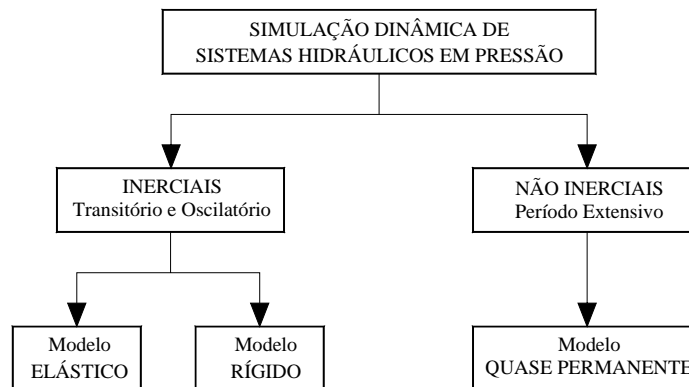 SIMULAÇÃO DINÂMICA DE
SISTEMAS HIDRÁULICOS EM PRESSÃO
INERCIAIS
Transitório e Oscilatório
NÃO INERCIAIS
Período Extensivo
Modelo
ELÁSTICO
Modelo
RÍGIDO
Modelo
QUASE PERMANENTE